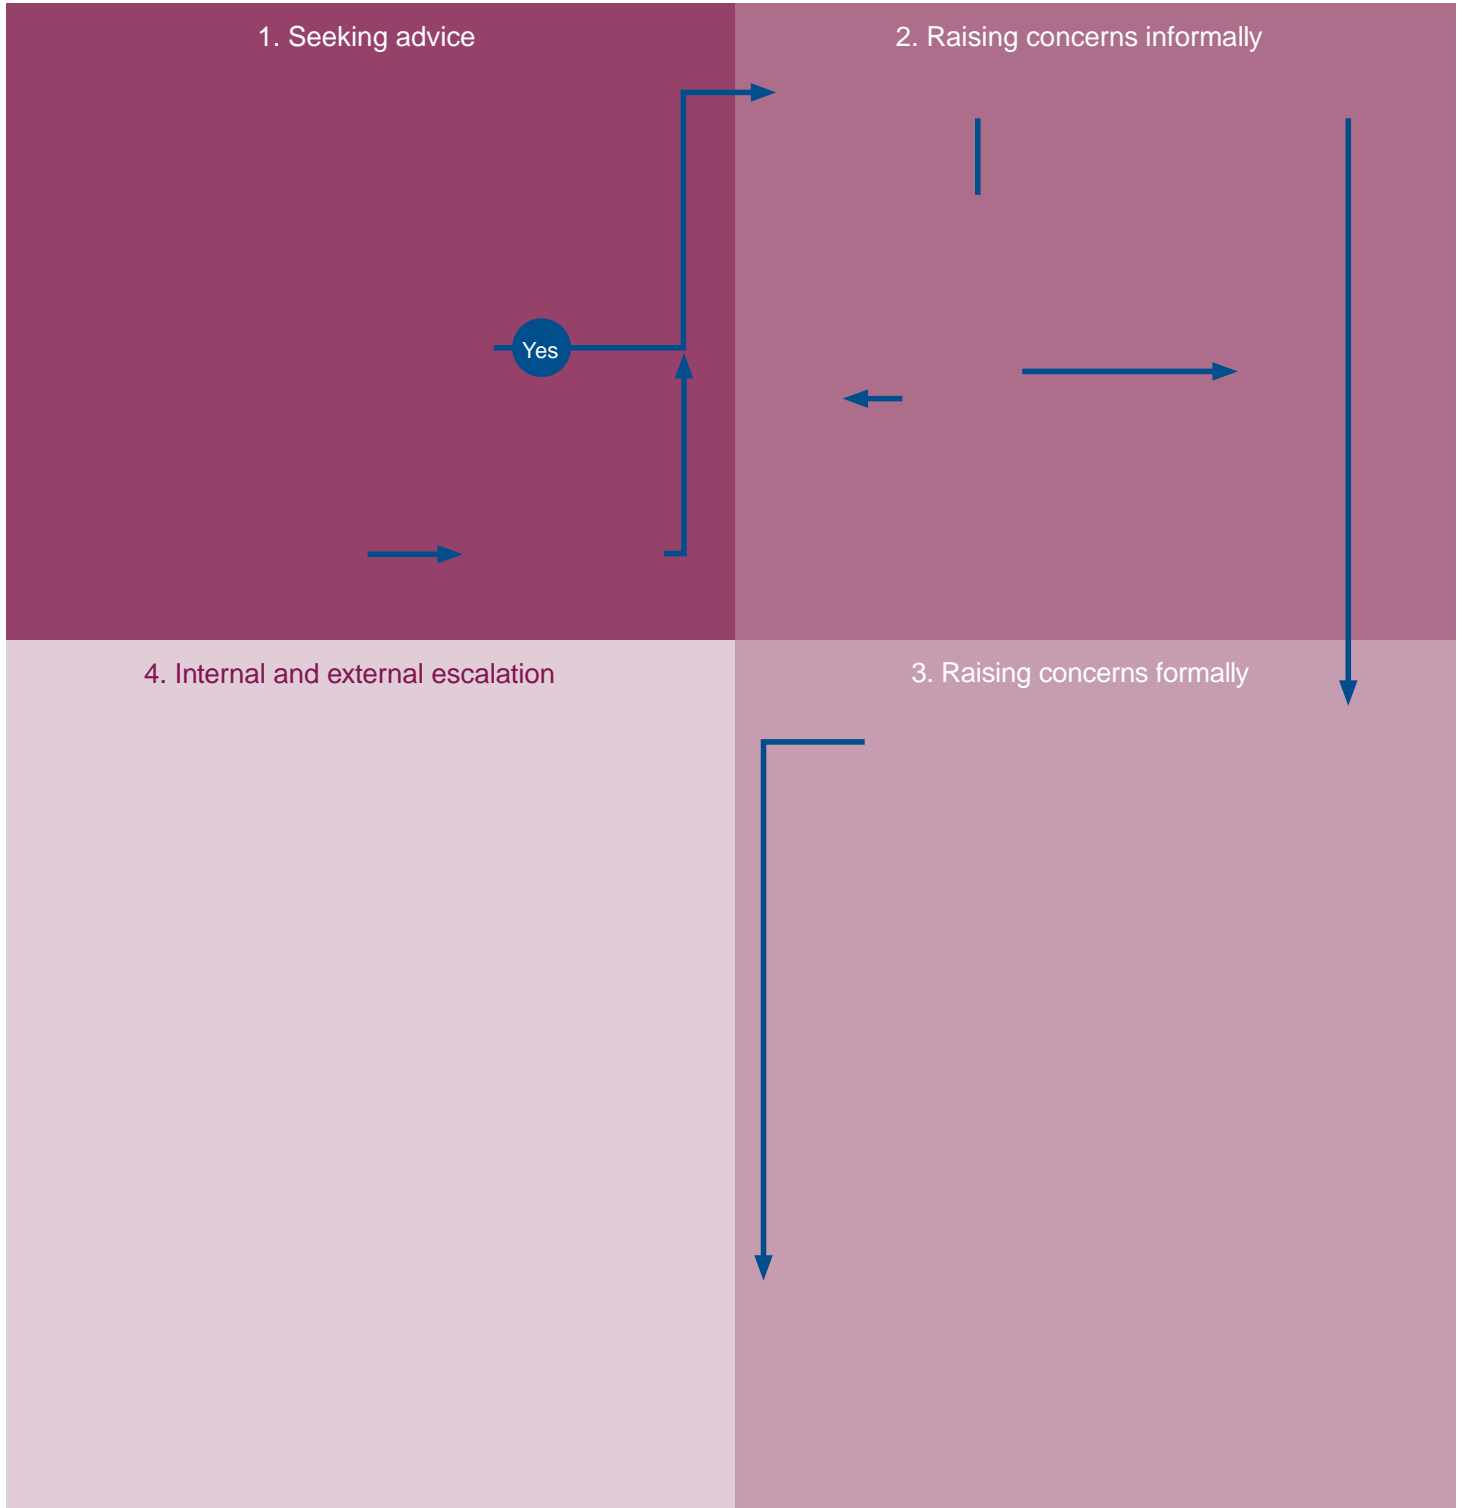 1. Seeking advice
2. Raising concerns informally
Yes
4. Internal and external escalation
3. Raising concerns formally